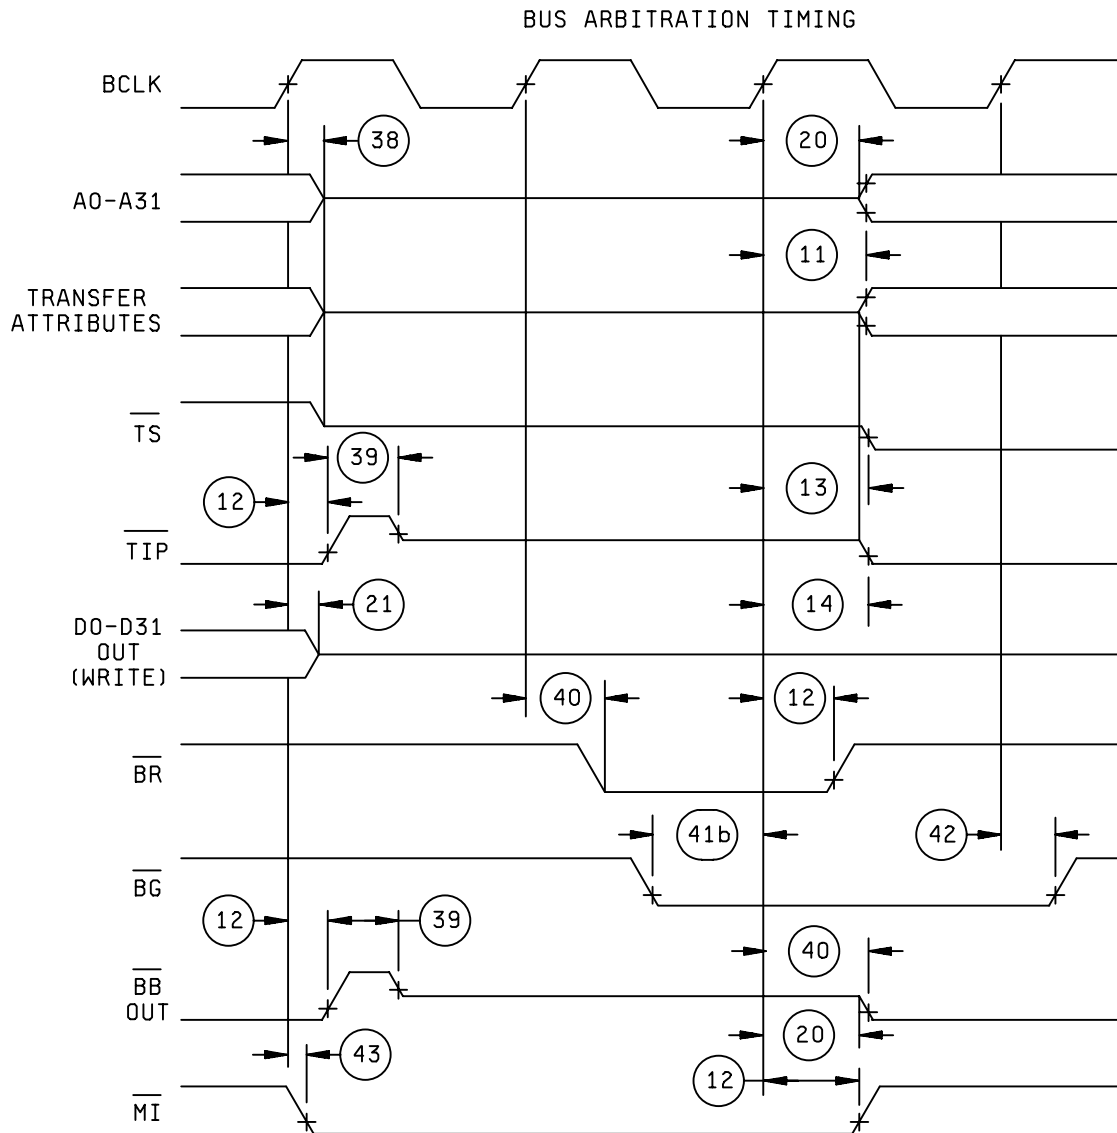 BUS ARBITRATION TIMING
BCLK
38
20
A0-A31
11
TRANSFER
ATTRIBUTES
TS
39
13
12
TIP
21
14
D0-D31
OUT
(WRITE)
40
12
BR
41b
42
BG
12
39
40
BB
OUT
20
43
12
MI